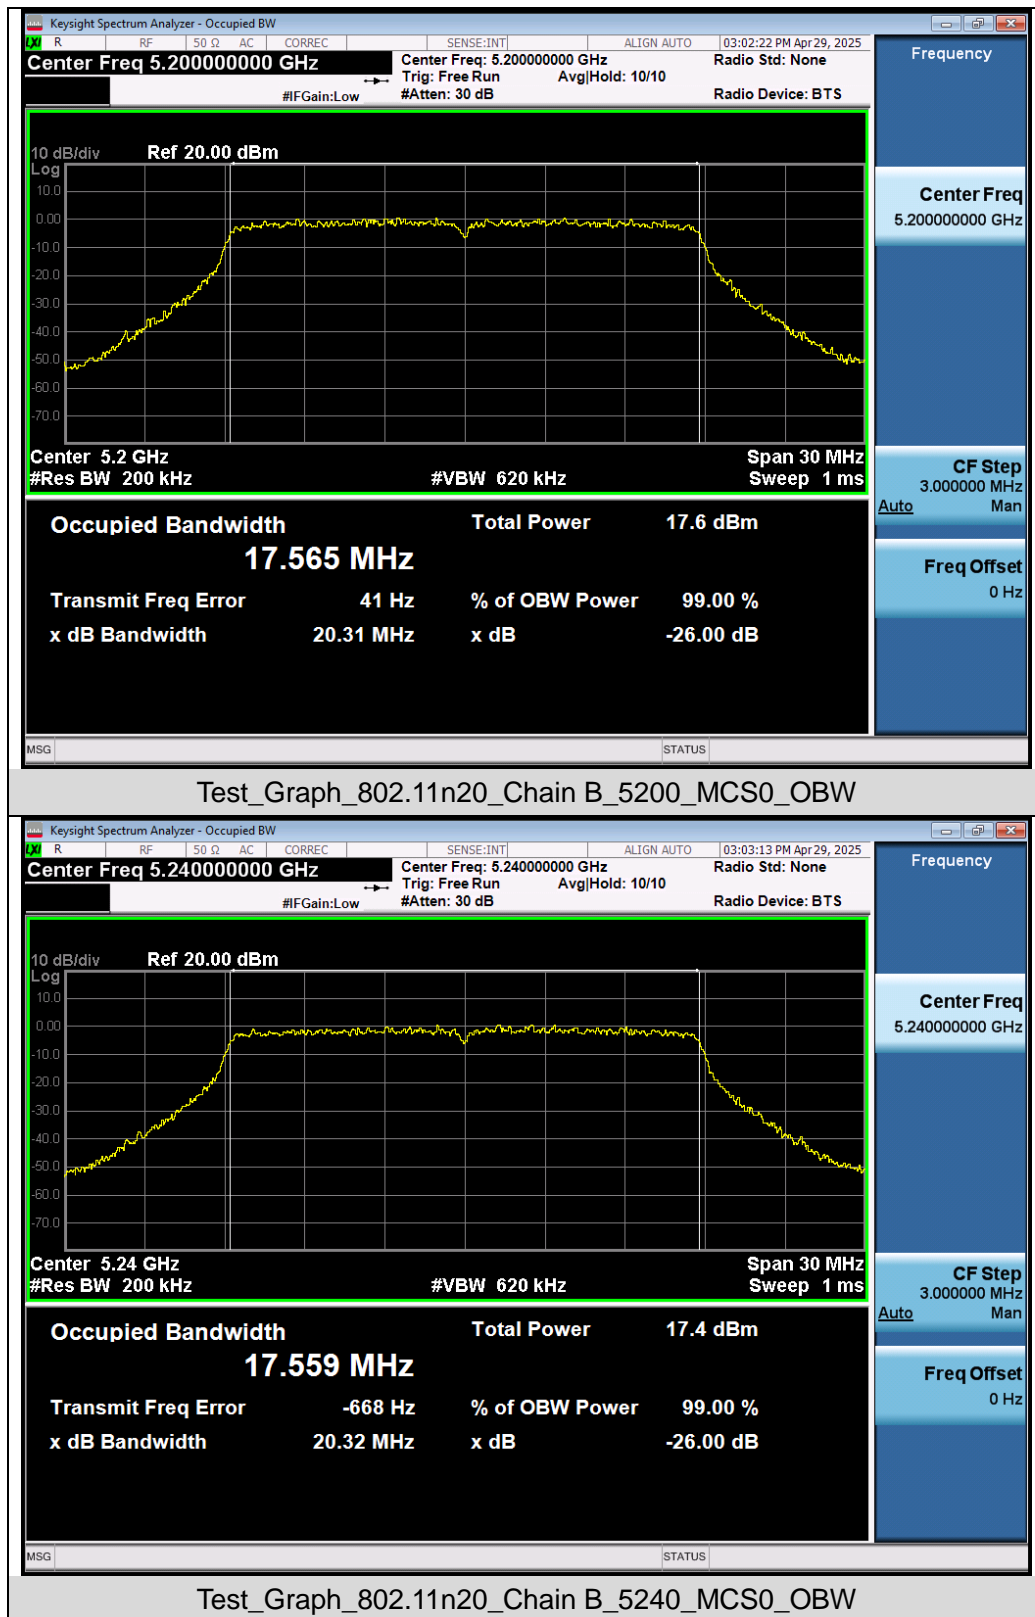 Keysight Spectrum Analyzer - Occupied BW
LXI R RF 50 Ω AC CORREC SENSE:INT ALIGN AUTO 03:02:22 PM Apr 29, 2025
Center Freq 5.200000000 GHz
Center Freq: 5.200000000 GHz
Radio Std: None
Trig: Free Run Avg|Hold: 10/10
#IFGain:Low
#Atten: 30 dB
Radio Device: BTS
Frequency
10 dB/div Ref 20.00 dBm
Log
10.0
0.00
-10.0
-20.0
-30.0
-40.0
-50.0
-60.0
-70.0
Center 5.2 GHz Span 30 MHz
#Res BW 200 kHz #VBW 620 kHz Sweep 1 ms
Center Freq
5.200000000 GHz
CF Step
3.000000 MHz
Auto Man
Freq Offset
0 Hz
Occupied Bandwidth Total Power 17.6 dBm
17.565 MHz
Transmit Freq Error 41 Hz % of OBW Power 99.00 %
x dB Bandwidth 20.31 MHz x dB -26.00 dB
MSG STATUS
Test_Graph_802.11n20_Chain B_5200_MCS0_OBW
Keysight Spectrum Analyzer - Occupied BW
LXI R RF 50 Ω AC CORREC SENSE:INT ALIGN AUTO 03:03:13 PM Apr 29, 2025
Center Freq 5.240000000 GHz
Center Freq: 5.240000000 GHz
Radio Std: None
Trig: Free Run Avg|Hold: 10/10
#IFGain:Low
#Atten: 30 dB
Radio Device: BTS
Frequency
10 dB/div Ref 20.00 dBm
Log
10.0
0.00
-10.0
-20.0
-30.0
-40.0
-50.0
-60.0
-70.0
Center 5.24 GHz Span 30 MHz
#Res BW 200 kHz #VBW 620 kHz Sweep 1 ms
Center Freq
5.240000000 GHz
CF Step
3.000000 MHz
Auto Man
Freq Offset
0 Hz
Occupied Bandwidth Total Power 17.4 dBm
17.559 MHz
Transmit Freq Error -668 Hz % of OBW Power 99.00 %
x dB Bandwidth 20.32 MHz x dB -26.00 dB
MSG STATUS
Test_Graph_802.11n20_Chain B_5240_MCS0_OBW